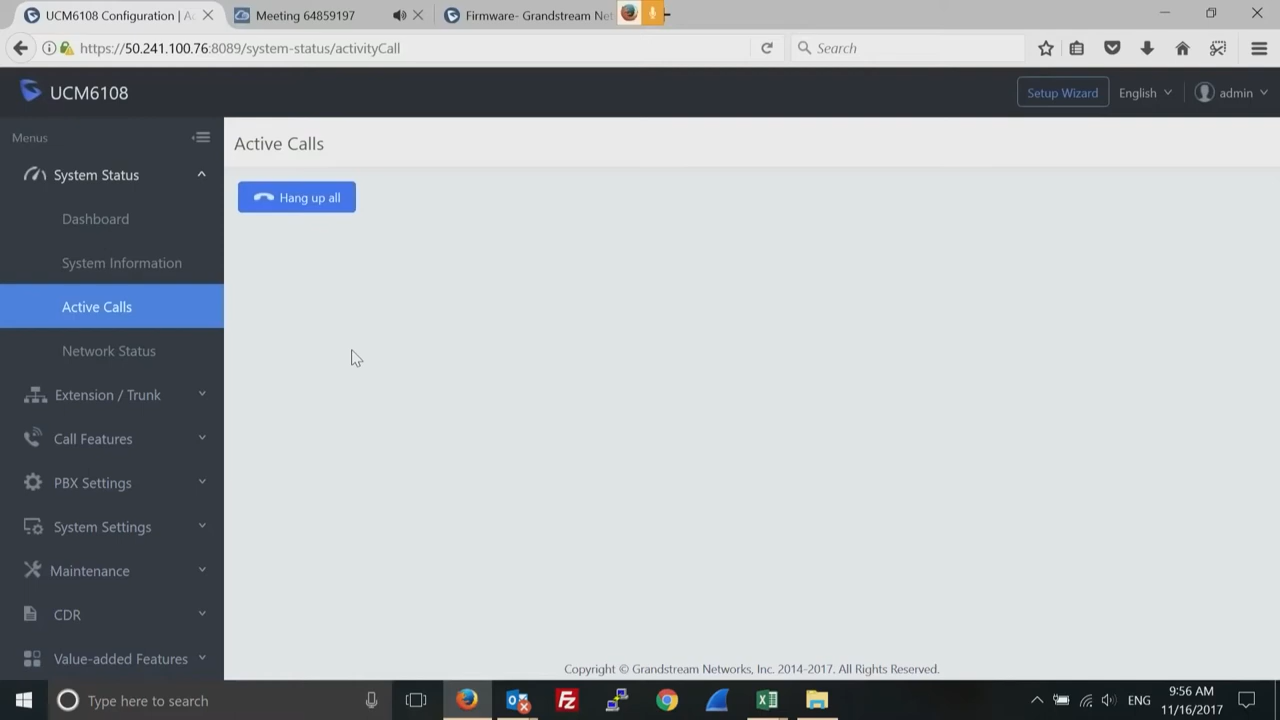 UCM6108 Configuration | A
Meeting 64859197
Firmware- Grandstream Net
https://50.241.100.76:8089/system-status/activityCall
Search
UCM6108
Setup Wizard
English
admin
Menus
Active Calls
System Status
Hang up all
Dashboard
System Information
Active Calls
Network Status
Extension / Trunk
Call Features
PBX Settings
System Settings
Maintenance
CDR
Value-added Features
Copyright © Grandstream Networks, Inc. 2014-2017. All Rights Reserved.
Type here to search
ENG
9:56 AM
11/16/2017